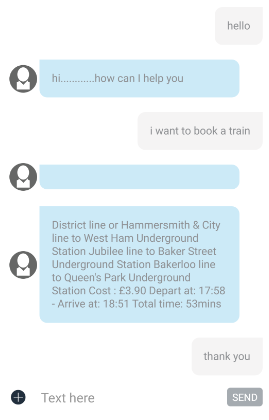 hello
hi............how can I help you
i want to book a train
District line or Hammersmith & City
line to West Ham Underground
Station Jubilee line to Baker Street
Underground Station Bakerloo line
to Queen's Park Underground
Station Cost : £3.90 Depart at: 17:58
- Arrive at: 18:51 Total time: 53mins
thank you
Text here
SEND